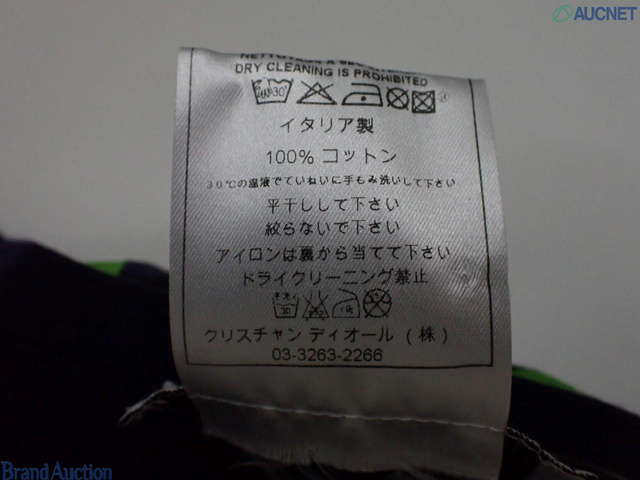 AUCNET
DRY CLEANING IS PROHIBITED
イタリア製
100% コットン
30℃の温液でていねいに手もみ洗いして下さい
平干しして下さい
絞らないで下さい
アイロンは裏から当てて下さい
ドライクリーニング禁止
クリスチャン ディオール (株)
03-3263-2266
Brand Auction